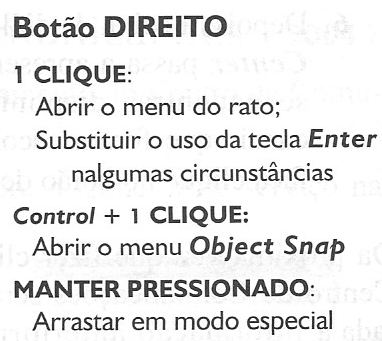 Botão DIREITO
1 CLIQUE:
Abrir o menu do rato;
Substituir o uso da tecla Enter
nalgumas circunstâncias
Control + 1 CLIQUE:
Abrir o menu Object Snap
MANTER PRESSIONADO:
Arrastar em modo especial